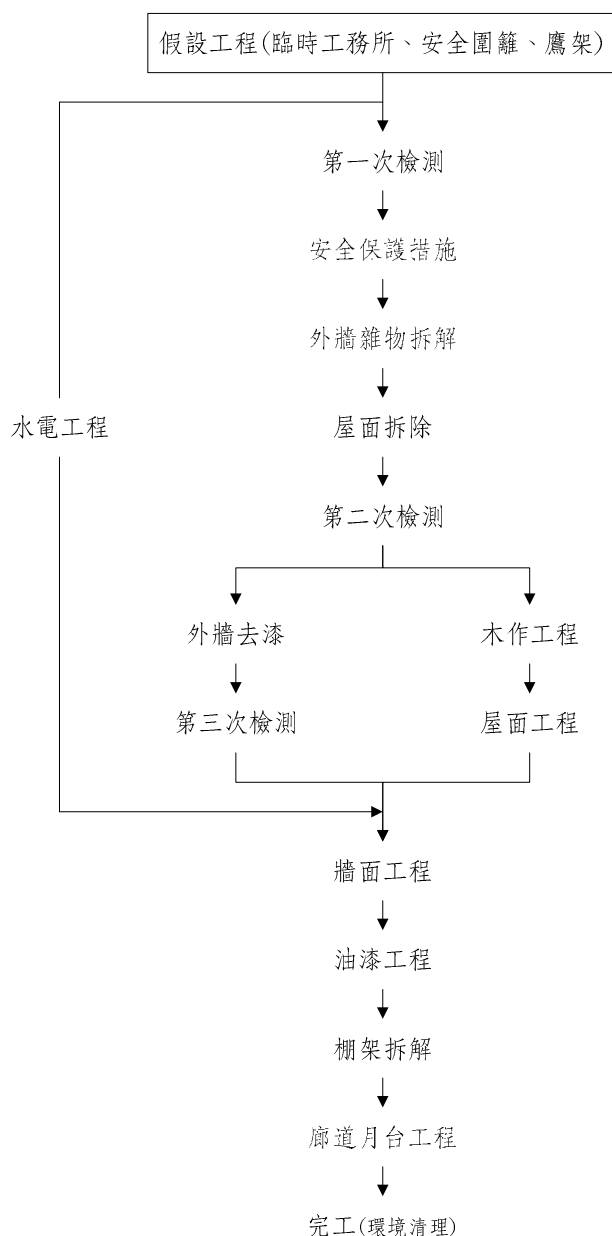 假設工程(臨時工務所、安全圍籬、鷹架)
第一次檢測
安全保護措施
外牆雜物拆解
水電工程
屋面拆除
第二次檢測
外牆去漆
木作工程
第三次檢測
屋面工程
牆面工程
油漆工程
棚架拆解
廊道月台工程
完工(環境清理)